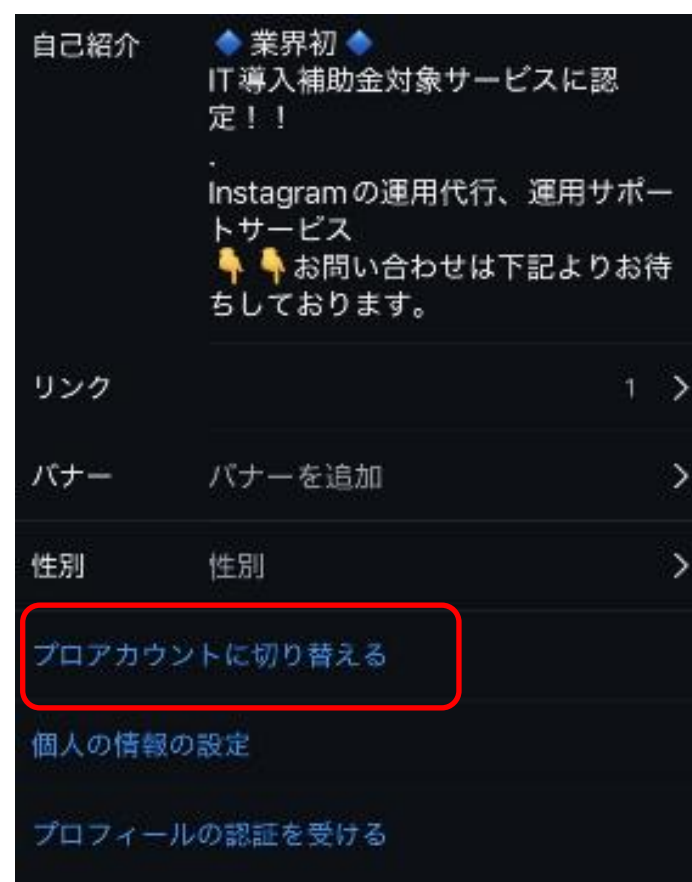 自己紹介
🔷 業界初 🔷
IT導入補助金対象サービスに認
定！！
.
Instagramの運用代行、運用サポー
トサービス
👇👇お問い合わせは下記よりお待
ちしております。
リンク 1 >
バナー バナーを追加 >
性別 性別 >
プロアカウントに切り替える
個人の情報の設定
プロフィールの認証を受ける